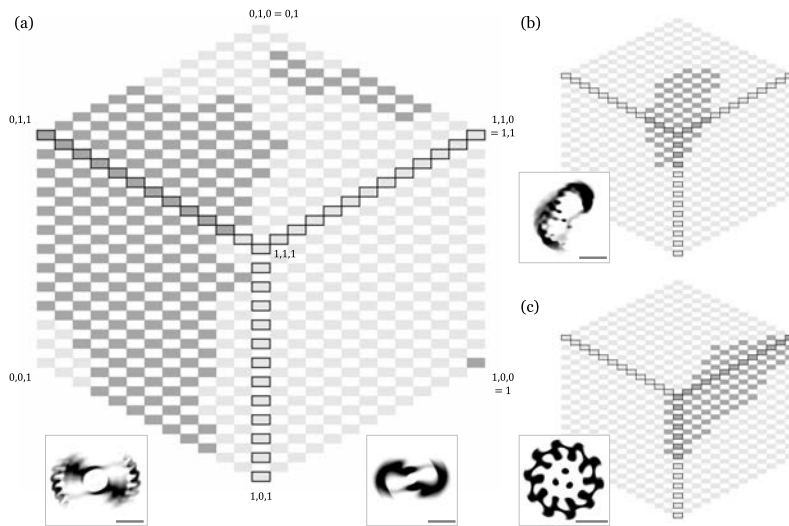 (a)
0,1,0 = 0,1
(b)
0,1,1
1,1,0
= 1,1
1,1,1
0,0,1
1,0,0
= 1
(c)
1,0,1